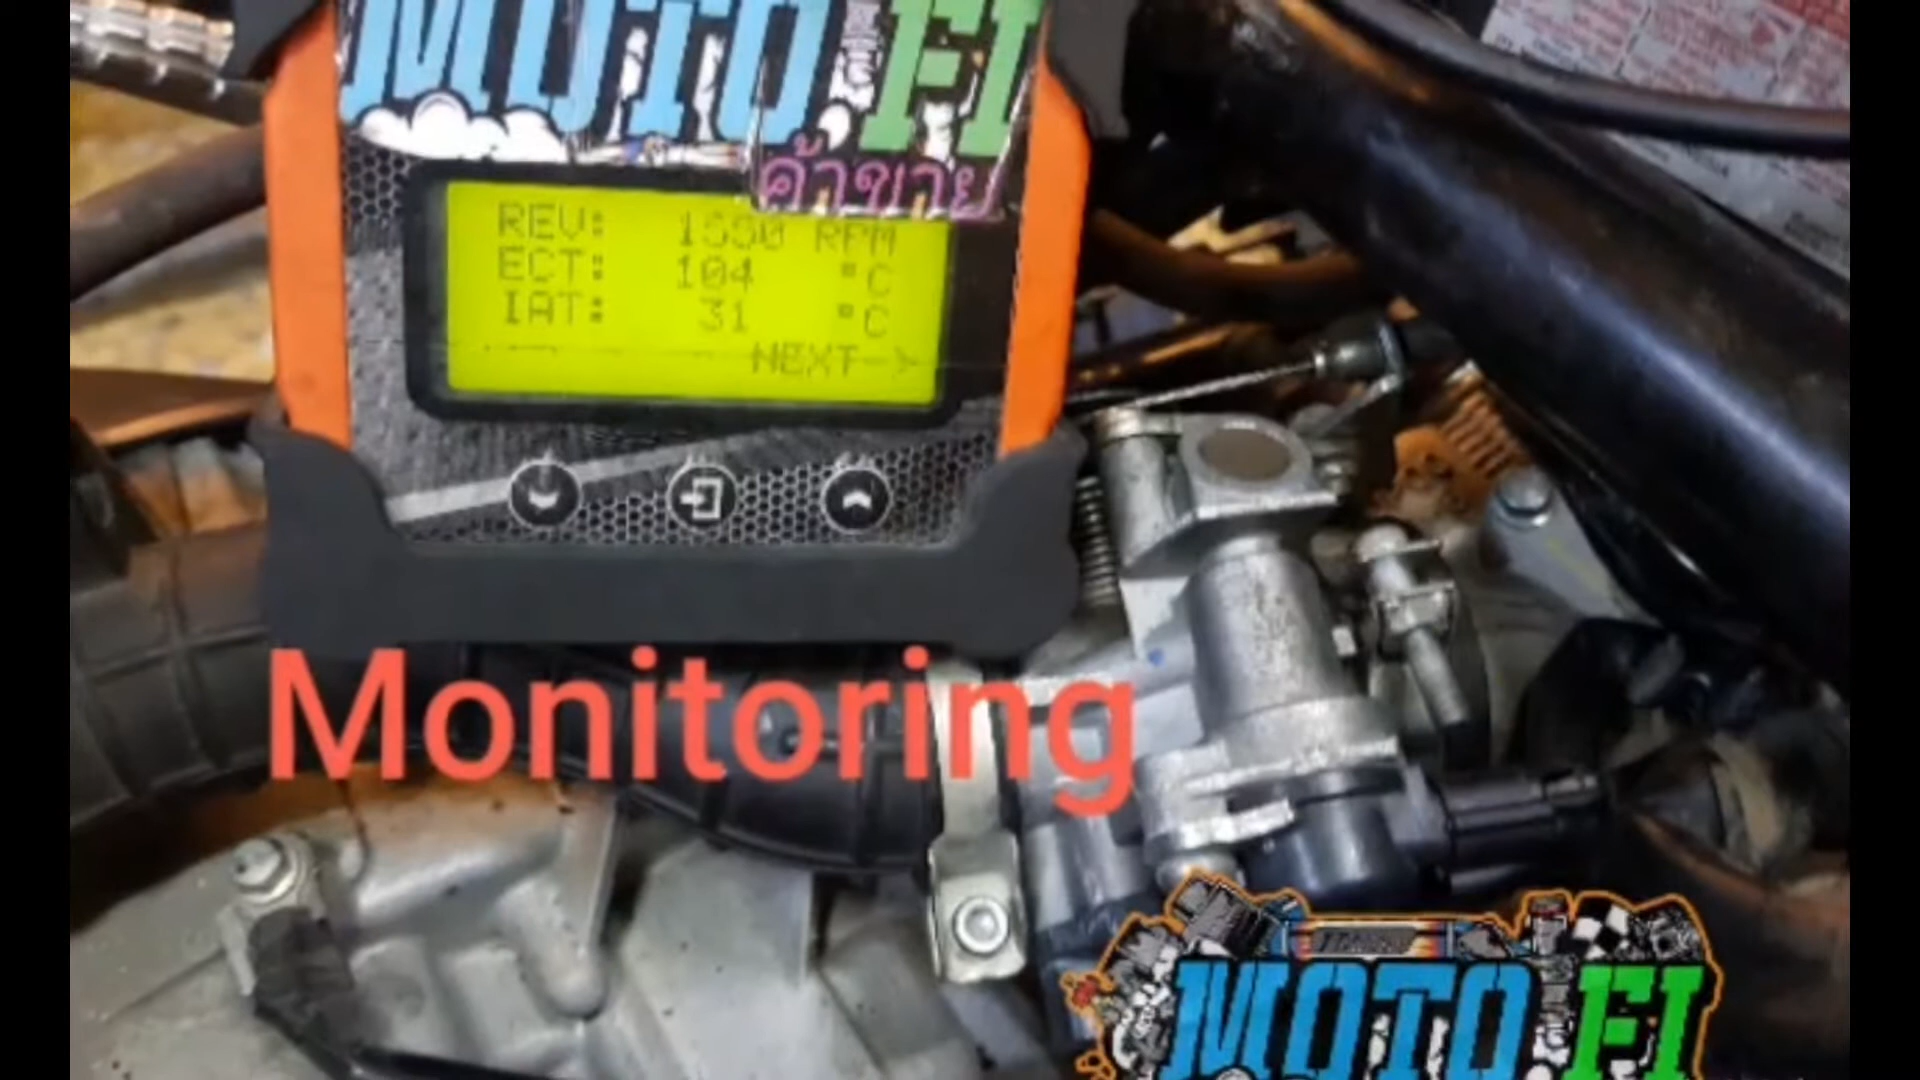 MOTO.FI
ค้าขาย
REV: 1550 RPM
ECT: 104 °C
IAT: 31 °C
NEXT->
Monitoring
MOTO.FI